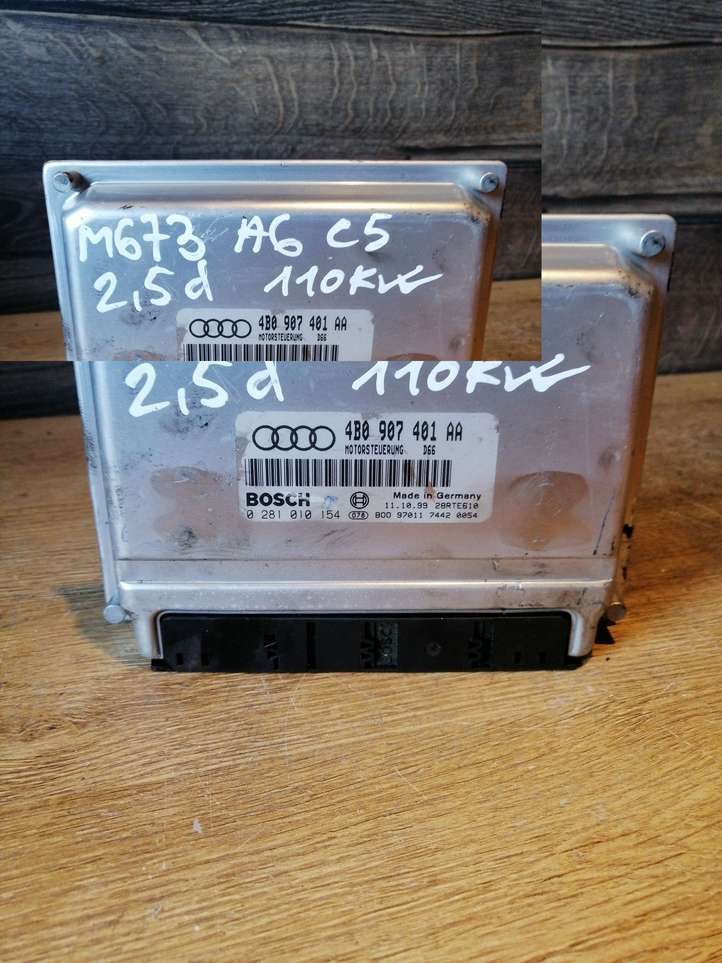 M673 A6 C5
2,5d 110KW
4B0 907 401 AA
MOTORSTEUERUNG D66
2,5d 110KW
4B0 907 401 AA
MOTORSTEUERUNG D66
BOSCH Made in Germany
11.10.99 28RTE610
0 281 010 154 078 BOO 97011 7442 0054